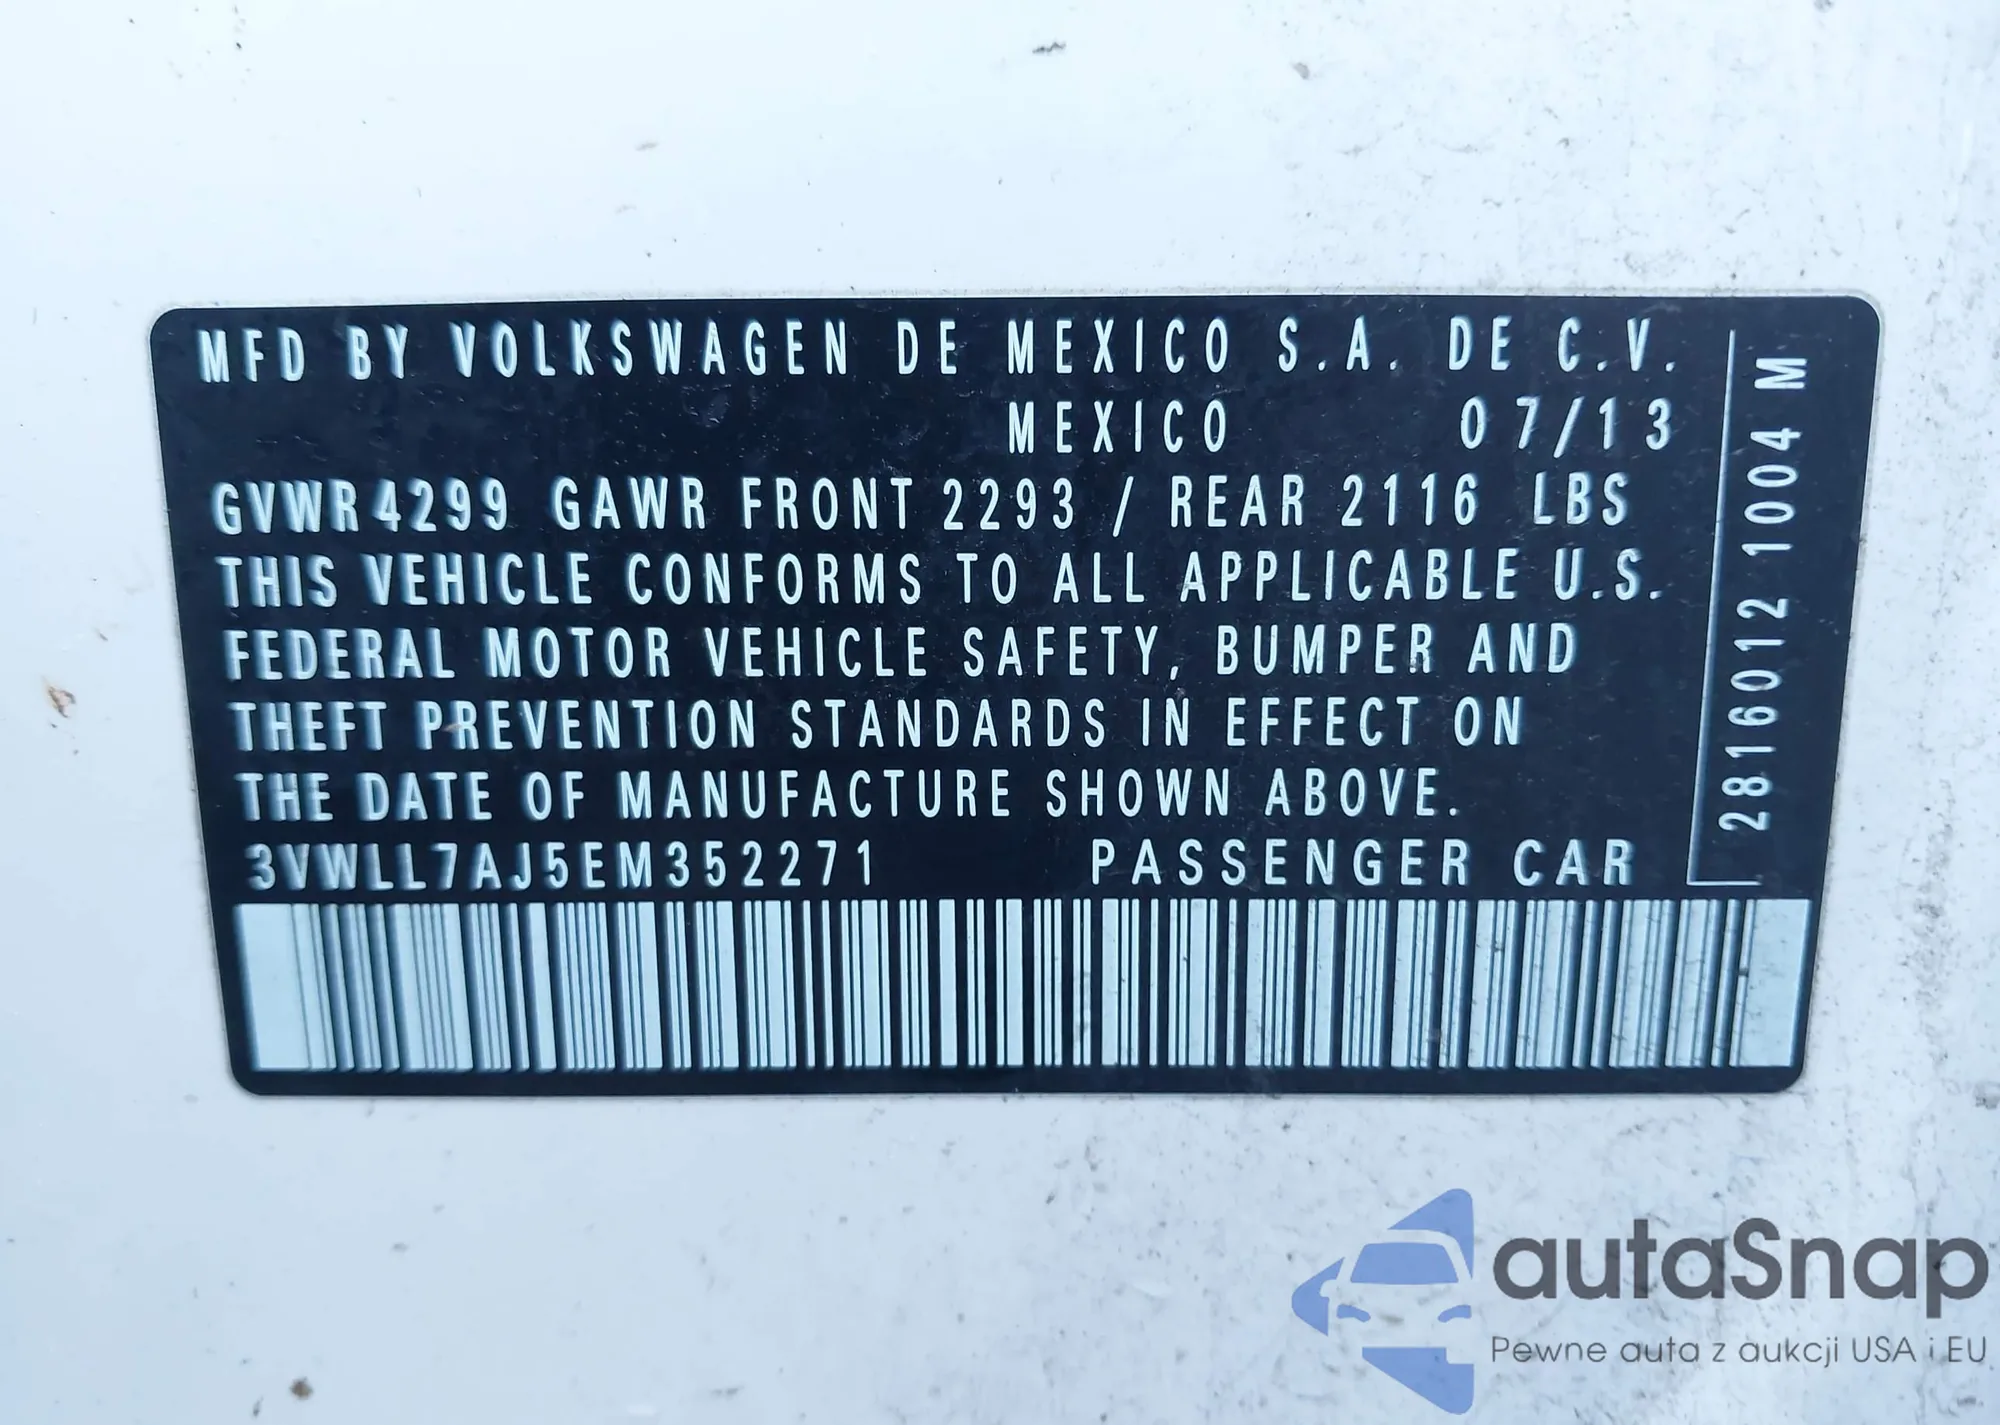 MFD BY VOLKSWAGEN DE MEXICO S.A. DE C.V.
MEXICO 07/13
GVWR 4299 GAWR FRONT 2293 / REAR 2116 LBS
THIS VEHICLE CONFORMS TO ALL APPLICABLE U.S.
FEDERAL MOTOR VEHICLE SAFETY, BUMPER AND
THEFT PREVENTION STANDARDS IN EFFECT ON
THE DATE OF MANUFACTURE SHOWN ABOVE.
3VWLL7AJ5EM352271 PASSENGER CAR
2816012 1004 M
autaSnap
Pewne auta z aukcji USA i EU